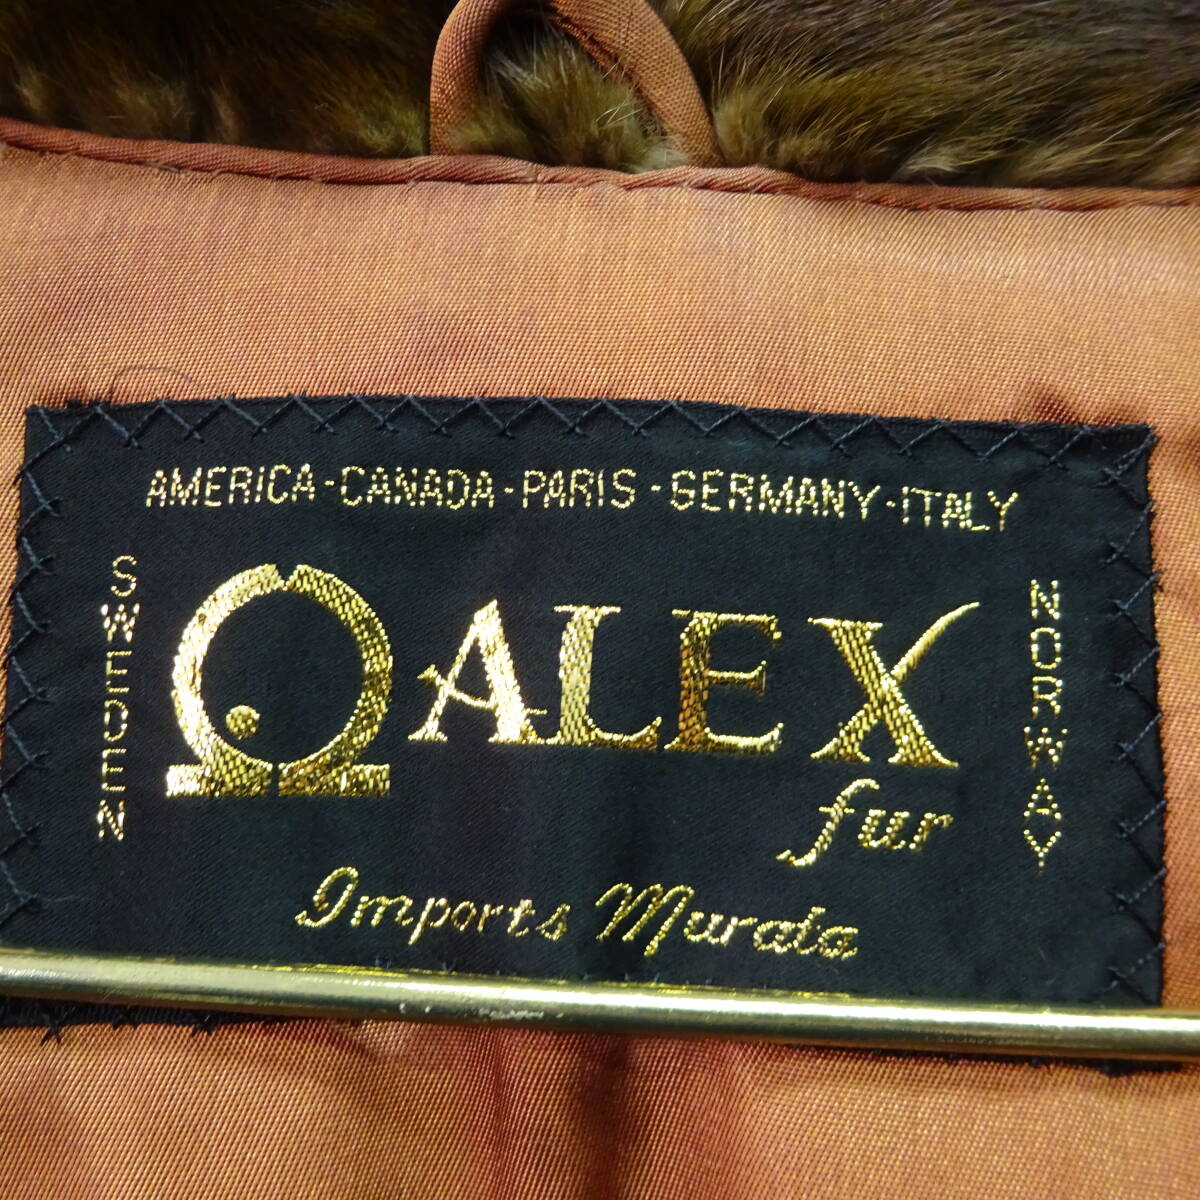 AMERICA-CANADA-PARIS-GERMANY-ITALY
SWEDEN
ALEX
NORWAY
fur
Imports Murata